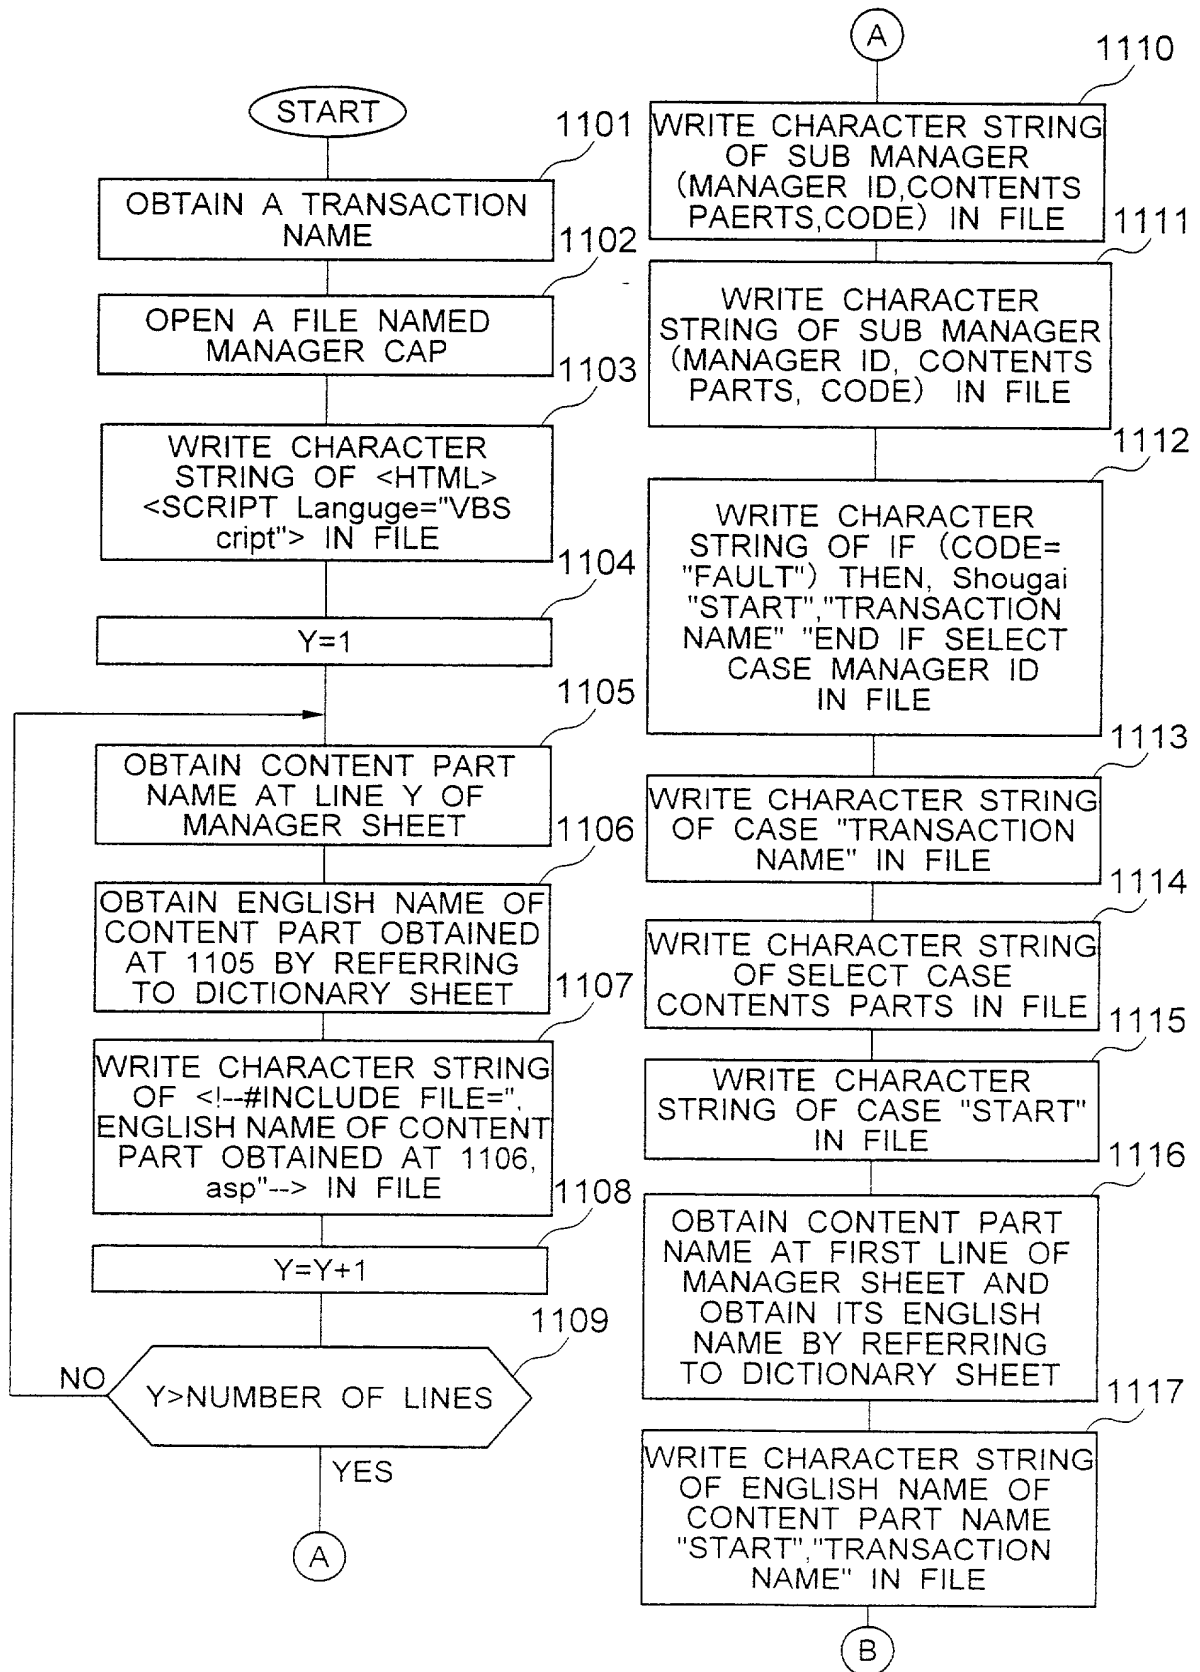 START
1101
OBTAIN A TRANSACTION
NAME
1102
OPEN A FILE NAMED
MANAGER CAP
1103
WRITE CHARACTER
STRING OF <HTML>
<SCRIPT Languge="VBS
cript"> IN FILE
1104
Y=1
1105
OBTAIN CONTENT PART
NAME AT LINE Y OF
MANAGER SHEET
1106
OBTAIN ENGLISH NAME OF
CONTENT PART OBTAINED
AT 1105 BY REFERRING
TO DICTIONARY SHEET
1107
WRITE CHARACTER STRING
OF <!--#INCLUDE FILE=",
ENGLISH NAME OF CONTENT
PART OBTAINED AT 1106,
asp"--> IN FILE
1108
Y=Y+1
1109
Y>NUMBER OF LINES
NO
YES
A
A
1110
WRITE CHARACTER STRING
OF SUB MANAGER
(MANAGER ID,CONTENTS
PAERTS,CODE) IN FILE
1111
WRITE CHARACTER
STRING OF SUB MANAGER
(MANAGER ID, CONTENTS
PARTS, CODE) IN FILE
1112
WRITE CHARACTER
STRING OF IF (CODE=
"FAULT") THEN, Shougai
"START","TRANSACTION
NAME" "END IF SELECT
CASE MANAGER ID
IN FILE
1113
WRITE CHARACTER STRING
OF CASE "TRANSACTION
NAME" IN FILE
1114
WRITE CHARACTER STRING
OF SELECT CASE
CONTENTS PARTS IN FILE
1115
WRITE CHARACTER
STRING OF CASE "START"
IN FILE
1116
OBTAIN CONTENT PART
NAME AT FIRST LINE OF
MANAGER SHEET AND
OBTAIN ITS ENGLISH
NAME BY REFERRING
TO DICTIONARY SHEET
1117
WRITE CHARACTER STRING
OF ENGLISH NAME OF
CONTENT PART NAME
"START","TRANSACTION
NAME" IN FILE
B